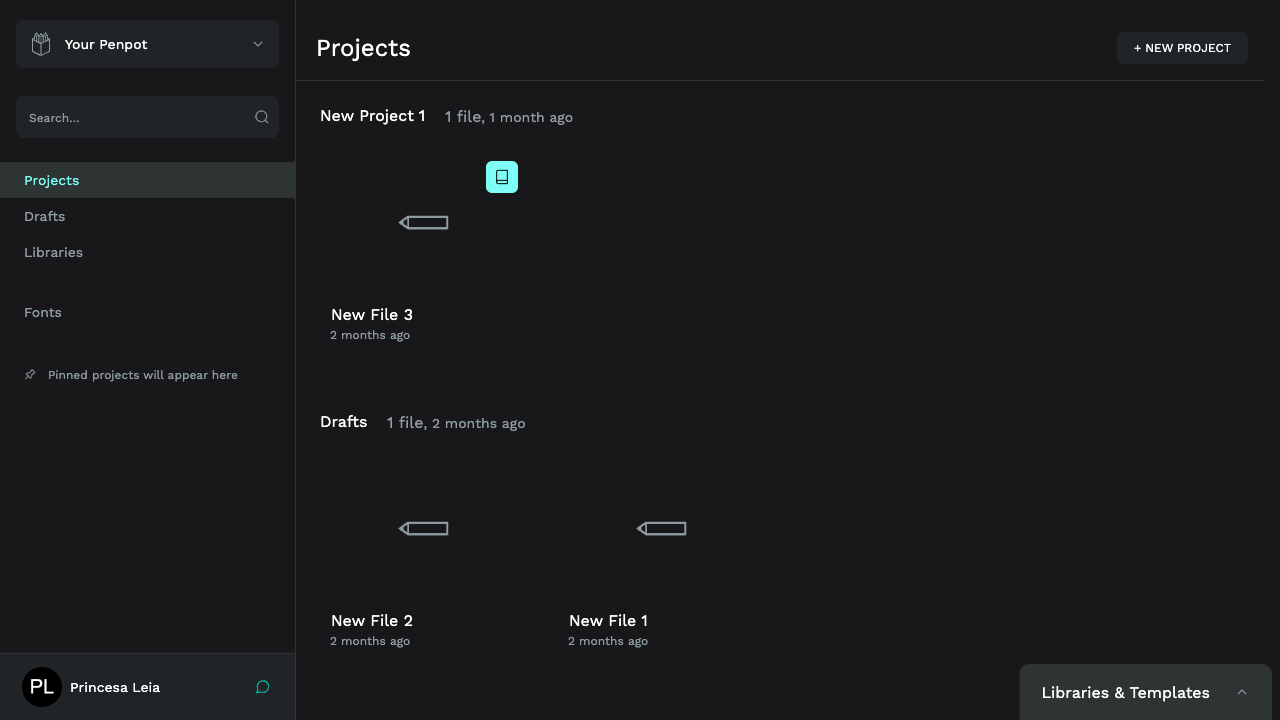 Your Penpot
Search...
Projects
Drafts
Libraries
Fonts
Pinned projects will appear here
PL Princesa Leia
Projects
+ NEW PROJECT
New Project 1 1 file, 1 month ago
New File 3
2 months ago
Drafts 1 file, 2 months ago
New File 2
2 months ago
New File 1
2 months ago
Libraries & Templates